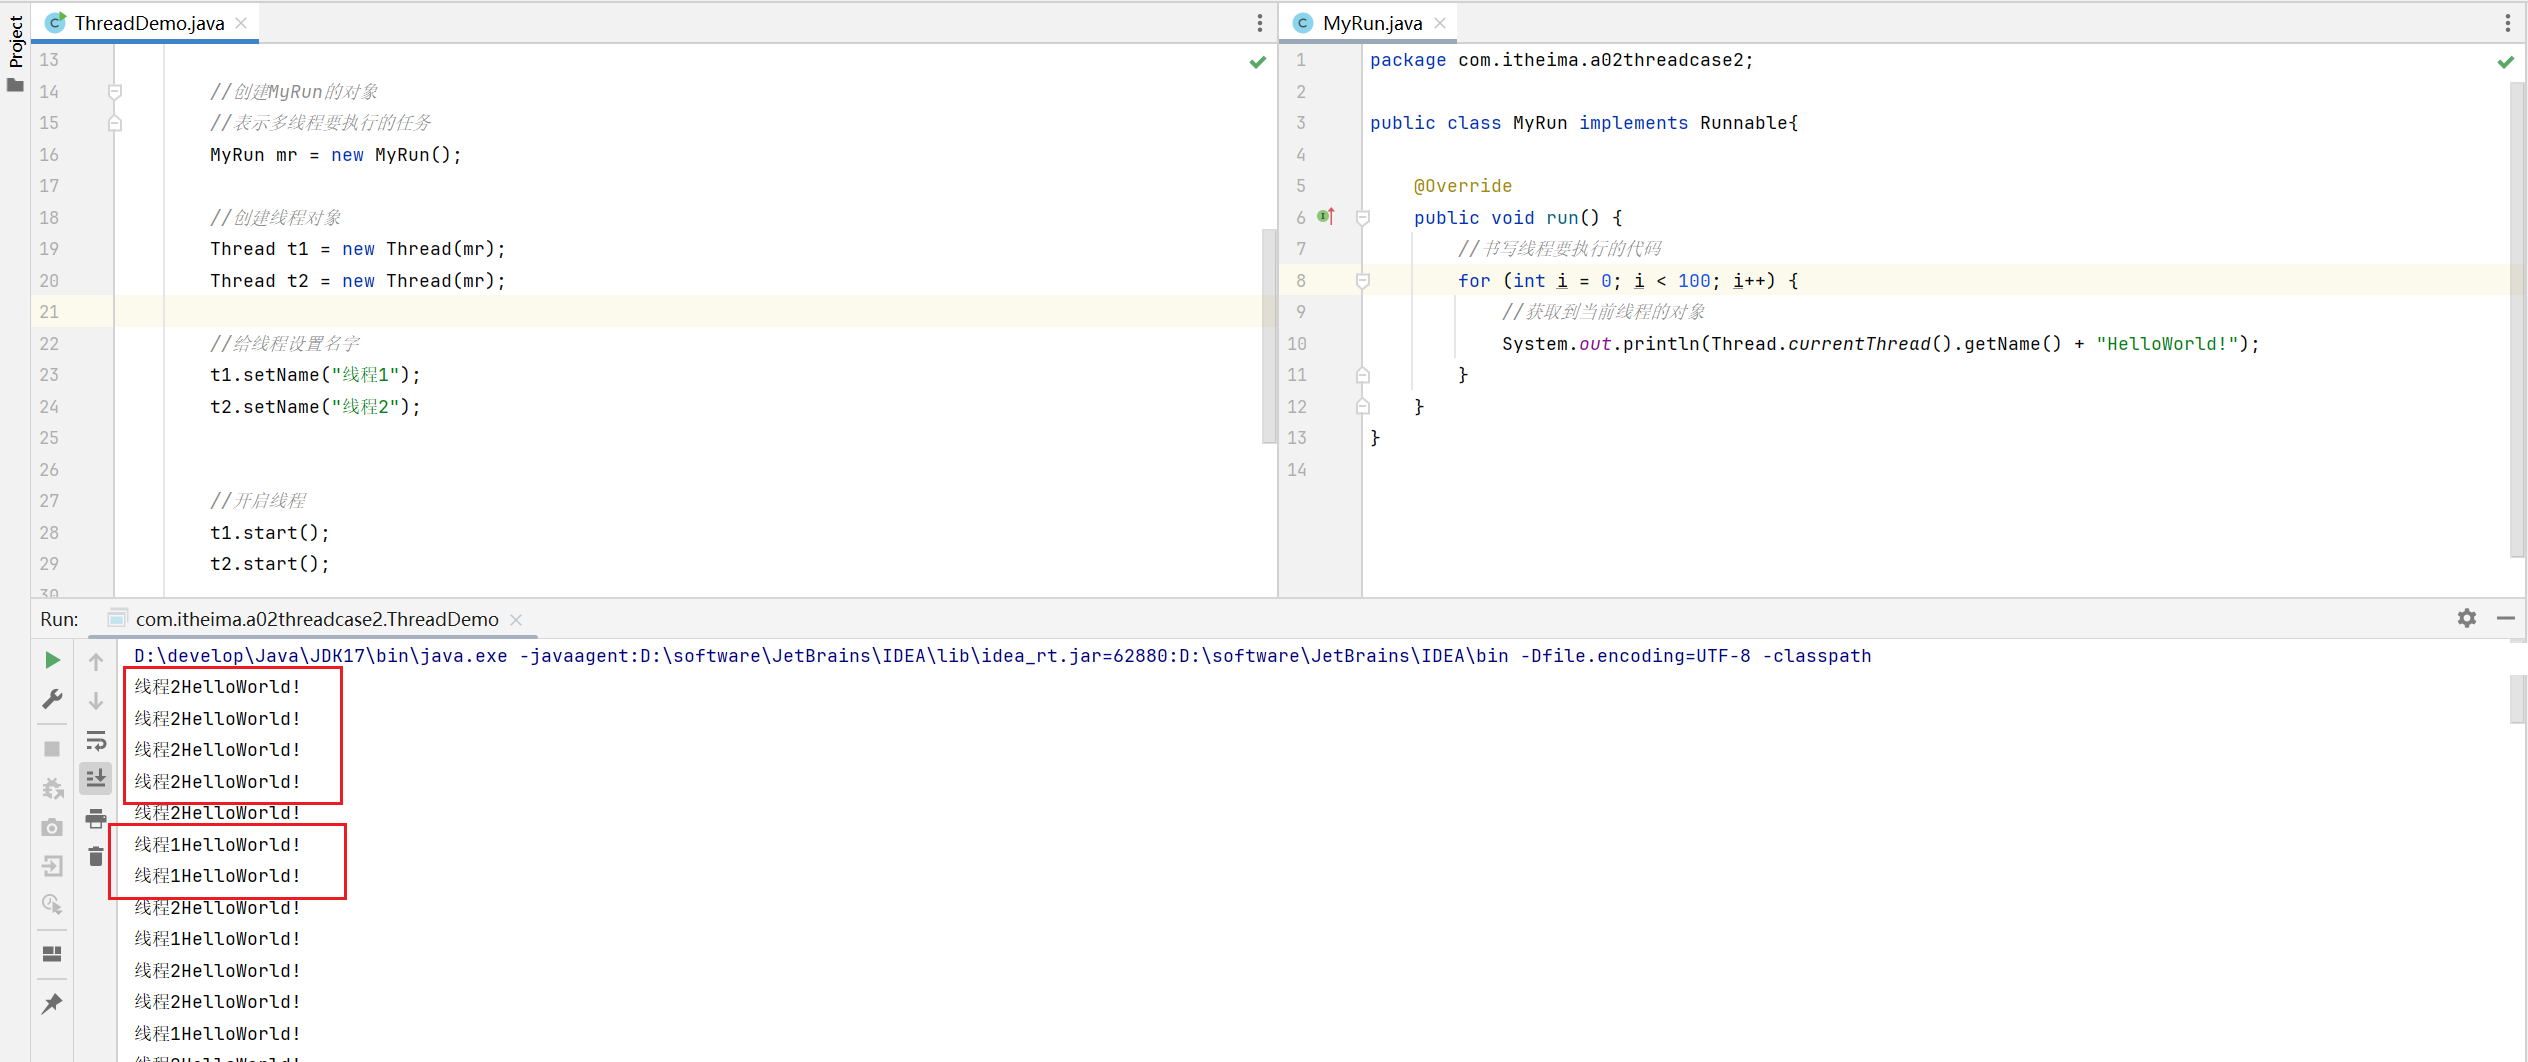 Project
ThreadDemo.java
13
14 //创建MyRun的对象
15 //表示多线程要执行的任务
16 MyRun mr = new MyRun();
17
18 //创建线程对象
19 Thread t1 = new Thread(mr);
20 Thread t2 = new Thread(mr);
21
22 //给线程设置名字
23 t1.setName("线程1");
24 t2.setName("线程2");
25
26
27 //开启线程
28 t1.start();
29 t2.start();
30
MyRun.java
1 package com.itheima.a02threadcase2;
2
3 public class MyRun implements Runnable{
4
5 @Override
6 public void run() {
7 //书写线程要执行的代码
8 for (int i = 0; i < 100; i++) {
9 //获取到当前线程的对象
10 System.out.println(Thread.currentThread().getName() + "HelloWorld!");
11 }
12 }
13 }
14
Run: com.itheima.a02threadcase2.ThreadDemo
D:\develop\Java\JDK17\bin\java.exe -javaagent:D:\software\JetBrains\IDEA\lib\idea_rt.jar=62880:D:\software\JetBrains\IDEA\bin -Dfile.encoding=UTF-8 -classpath
线程2HelloWorld!
线程2HelloWorld!
线程2HelloWorld!
线程2HelloWorld!
线程2HelloWorld!
线程1HelloWorld!
线程1HelloWorld!
线程2HelloWorld!
线程1HelloWorld!
线程2HelloWorld!
线程2HelloWorld!
线程1HelloWorld!